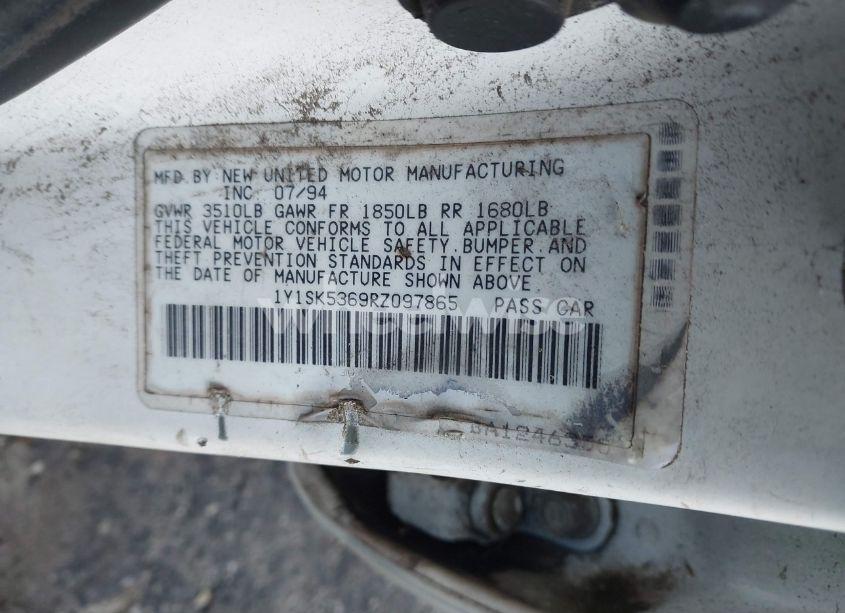 MFD BY NEW UNITED MOTOR MANUFACTURING
INC 07/94
GVWR 3510LB GAWR FR 1850LB RR 1680LB
THIS VEHICLE CONFORMS TO ALL APPLICABLE
FEDERAL MOTOR VEHICLE SAFETY.BUMPER.AND
THEFT PREVENTION STANDARDS IN EFFECT ON
THE DATE OF MANUFACTURE SHOWN ABOVE
1Y1SK5369RZ097865 PASS CAR